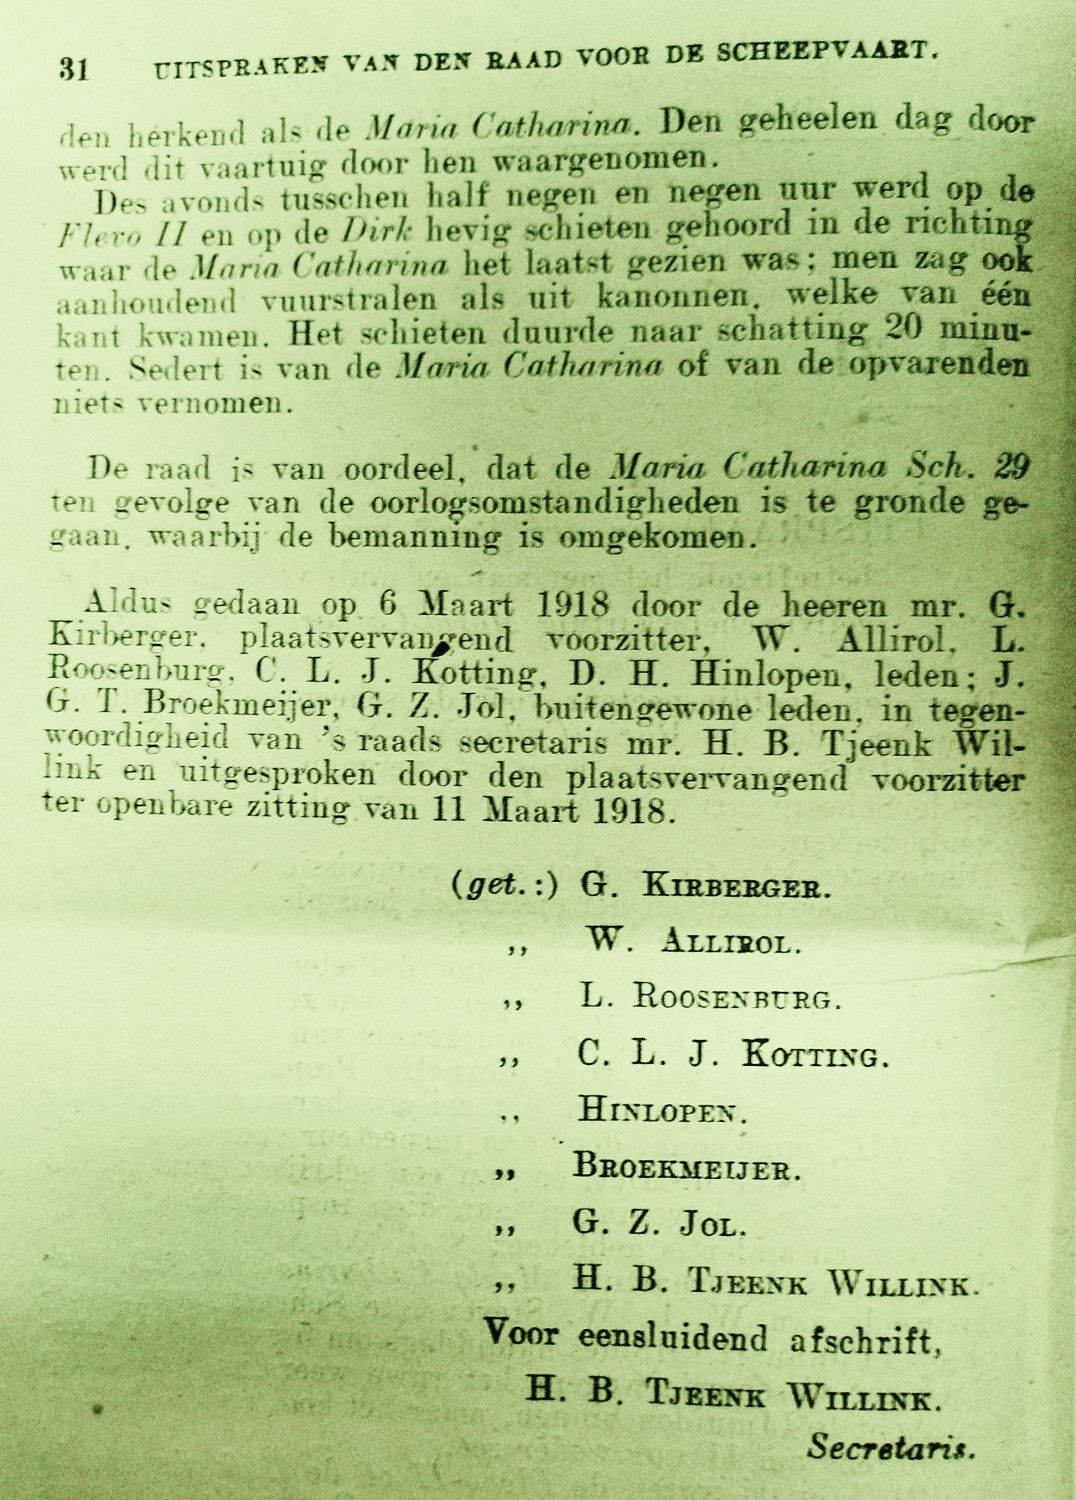 31 UITSPRAKEN VAN DEN RAAD VOOR DE SCHEEPVAART.
den herkend als de Maria Catharina. Den geheelen dag door
werd dit vaartuig door hen waargenomen.
Des avonds tusschen half negen en negen uur werd op de
Flevo II en op de Dirk hevig schieten gehoord in de richting
waar de Maria Catharina het laatst gezien was; men zag ook
aanhoudend vuurstralen als uit kanonnen, welke van één
kant kwamen. Het schieten duurde naar schatting 20 minu-
ten. Sedert is van de Maria Catharina of van de opvarenden
niets vernomen.
De raad is van oordeel, dat de Maria Catharina Sch. 29
ten gevolge van de oorlogsomstandigheden is te gronde ge-
gaan, waarbij de bemanning is omgekomen.
Aldus gedaan op 6 Maart 1918 door de heeren mr. G.
Kirberger, plaatsvervangend voorzitter, W. Allirol, L.
Roosenburg, C. L. J. Kotting, D. H. Hinlopen, leden; J.
G. T. Broekmeijer, G. Z. Jol, buitengewone leden, in tegen-
woordigheid van 's raads secretaris mr. H. B. Tjeenk Wil-
link en uitgesproken door den plaatsvervangend voorzitter
ter openbare zitting van 11 Maart 1918.
(get.:) G. KIRBERGER.
,, W. ALLIROL.
,, L. ROOSENBURG.
,, C. L. J. KOTTING.
,, HINLOPEN.
,, BROEKMEIJER.
,, G. Z. JOL.
,, H. B. TJEENK WILLINK.
Voor eensluidend afschrift,
H. B. TJEENK WILLINK.
Secretaris.